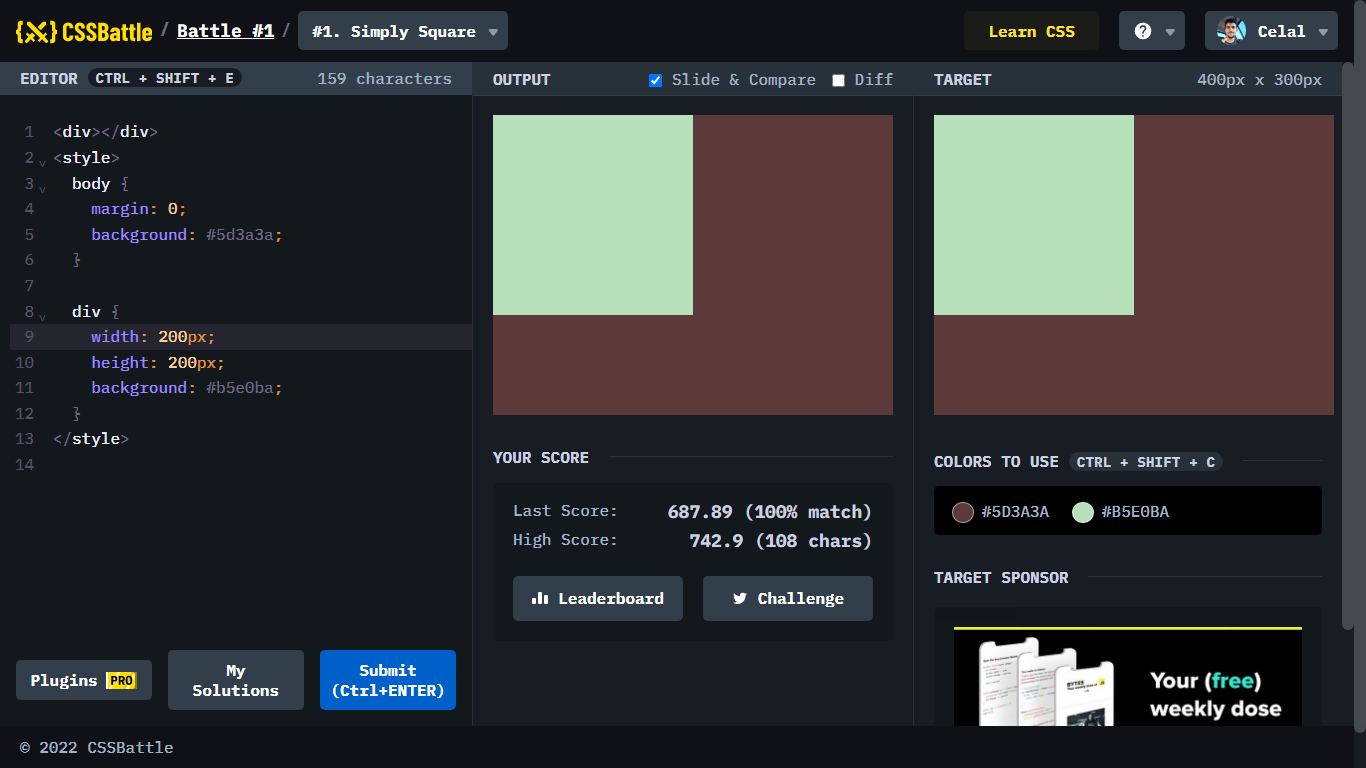 {X} CSSBattle / Battle #1 / #1. Simply Square
Learn CSS
Celal
EDITOR CTRL + SHIFT + E 159 characters
1 <div></div>
2 <style>
3 body {
4 margin: 0;
5 background: #5d3a3a;
6 }
7
8 div {
9 width: 200px;
10 height: 200px;
11 background: #b5e0ba;
12 }
13 </style>
14
Plugins PRO
My
Solutions
Submit
(Ctrl+ENTER)
OUTPUT Slide & Compare Diff
YOUR SCORE
Last Score: 687.89 (100% match)
High Score: 742.9 (108 chars)
Leaderboard
Challenge
TARGET 400px x 300px
COLORS TO USE CTRL + SHIFT + C
#5D3A3A #B5E0BA
TARGET SPONSOR
BYTES
Your (free)
weekly dose
© 2022 CSSBattle